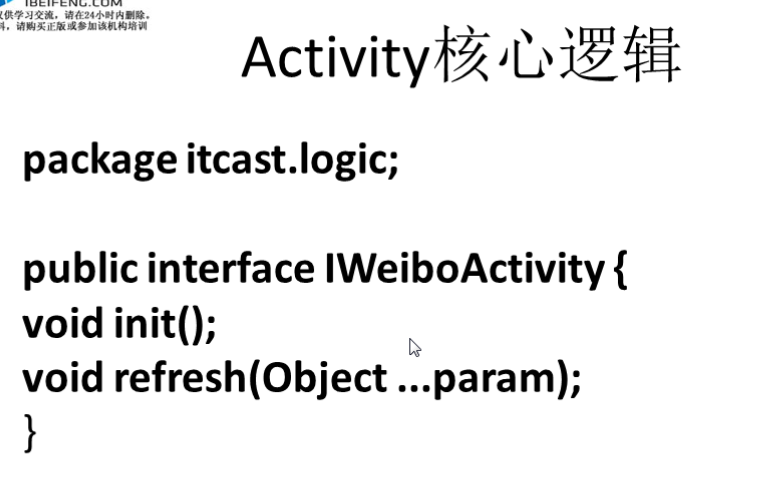 IBEIFENG.COM
仅供学习交流，请在24小时内删除。
料，请购买正版或参加该机构培训
Activity核心逻辑
package itcast.logic;
public interface IWeiboActivity {
void init();
void refresh(Object ...param);
}